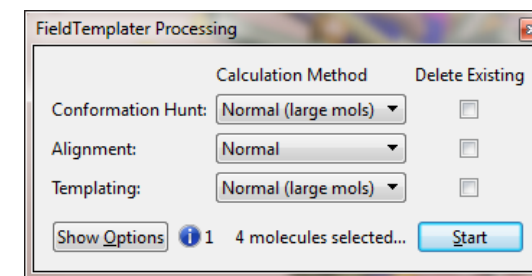 FieldTemplater Processing
Calculation Method Delete Existing
Conformation Hunt: Normal (large mols)
Alignment: Normal
Templating: Normal (large mols)
Show Options 1 4 molecules selected... Start